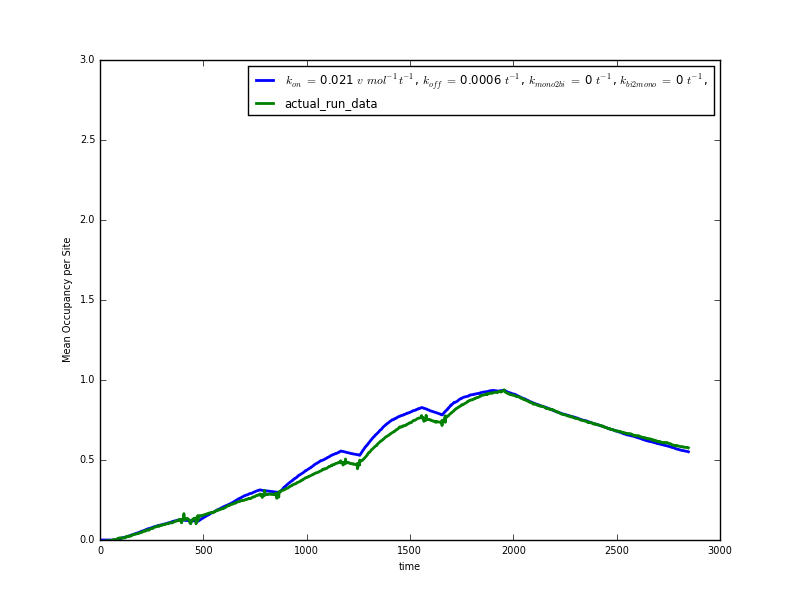 k_on = 0.021 v mol⁻¹t⁻¹, k_off = 0.0006 t⁻¹, k_mono2bi = 0 t⁻¹, k_bi2mono = 0 t⁻¹,
actual_run_data
3.0
2.5
2.0
1.5
1.0
0.5
0.0
Mean Occupancy per Site
0 500 1000 1500 2000 2500 3000
time